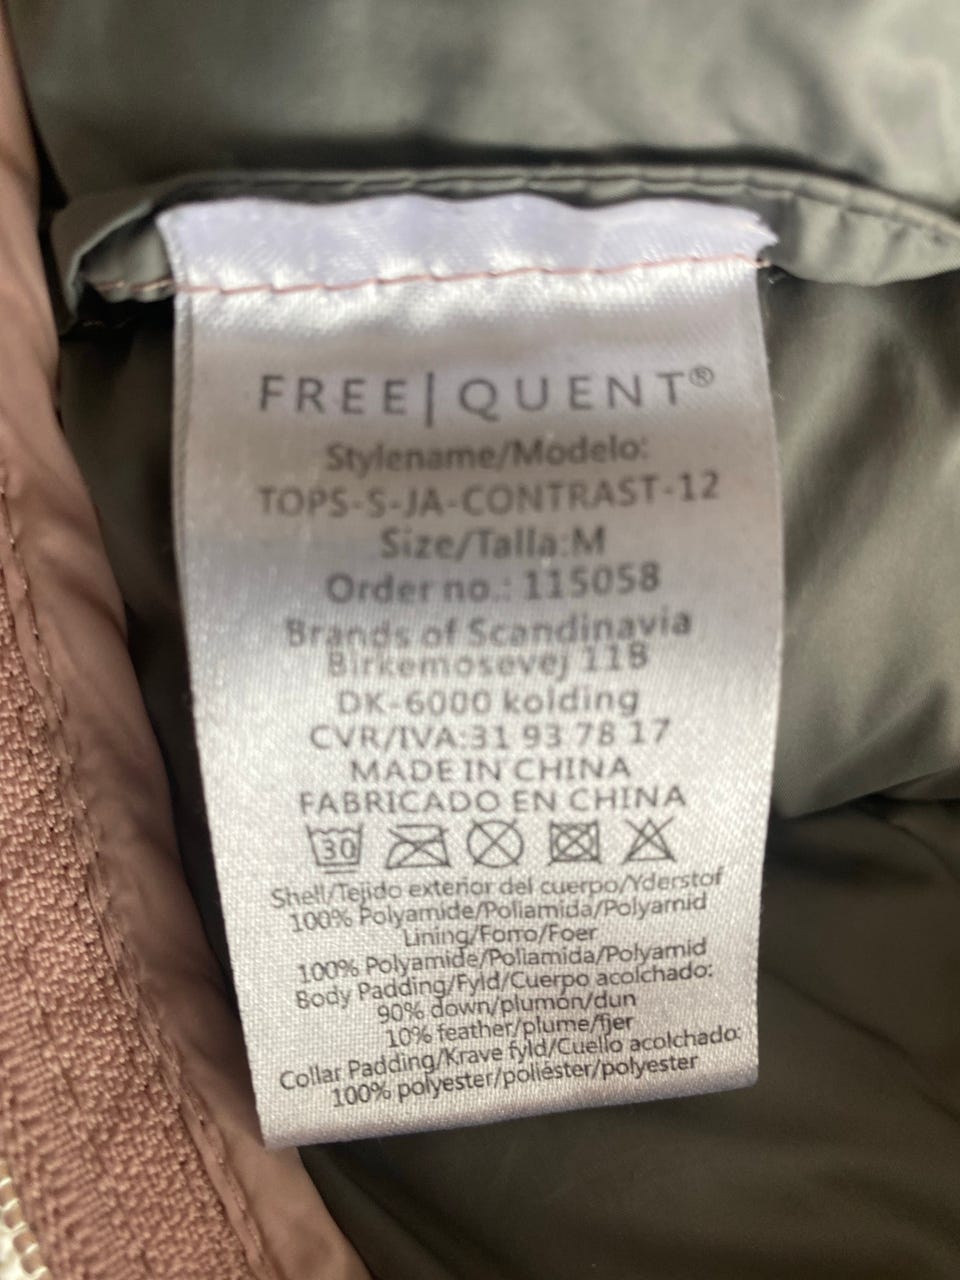 FREE|QUENT®
Stylename/Modelo:
TOPS-S-JA-CONTRAST-12
Size/Talla:M
Order no.: 115058
Brands of Scandinavia
Birkemosevej 11B
DK-6000 kolding
CVR/IVA:31 93 78 17
MADE IN CHINA
FABRICADO EN CHINA
30
Shell/Tejido exterior del cuerpo/Yderstof
100% Polyamide/Poliamida/Polyamid
Lining/Forro/Foer
100% Polyamide/Poliamida/Polyamid
Body Padding/Fyld/Cuerpo acolchado:
90% down/plumón/dun
10% feather/plume/fjer
Collar Padding/Krave fyld/Cuello acolchado:
100% polyester/poliéster/polyester